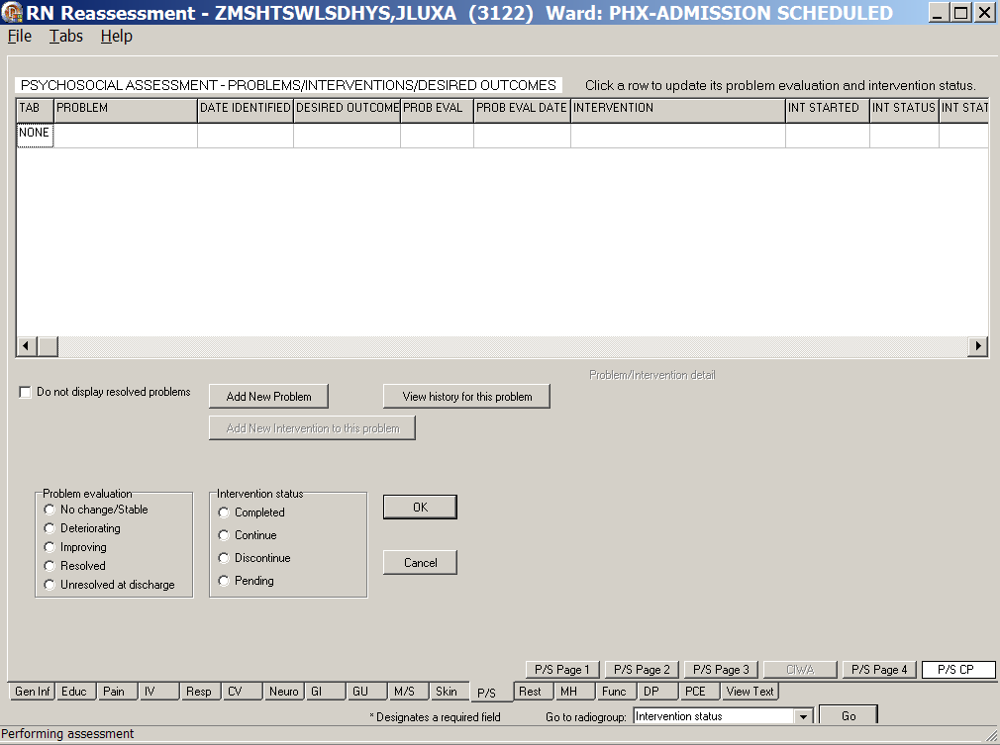 RN Reassessment - ZMSHTSWLSDHYS,JLUXA (3122) Ward: PHX-ADMISSION SCHEDULED
File Tabs Help
PSYCHOSOCIAL ASSESSMENT - PROBLEMS/INTERVENTIONS/DESIRED OUTCOMES Click a row to update its problem evaluation and intervention status.
TAB PROBLEM DATE IDENTIFIED DESIRED OUTCOME PROB EVAL PROB EVAL DATE INTERVENTION INT STARTED INT STATUS INT STAT
NONE
Problem/Intervention detail
Do not display resolved problems Add New Problem View history for this problem
Add New Intervention to this problem
Problem evaluation
No change/Stable
Deteriorating
Improving
Resolved
Unresolved at discharge
Intervention status
Completed
Continue
Discontinue
Pending
OK
Cancel
P/S Page 1 P/S Page 2 P/S Page 3 CIWA P/S Page 4 P/S CP
Gen Inf Educ Pain IV Resp CV Neuro GI GU M/S Skin P/S Rest MH Func DP PCE View Text
* Designates a required field Go to radiogroup: Intervention status Go
Performing assessment